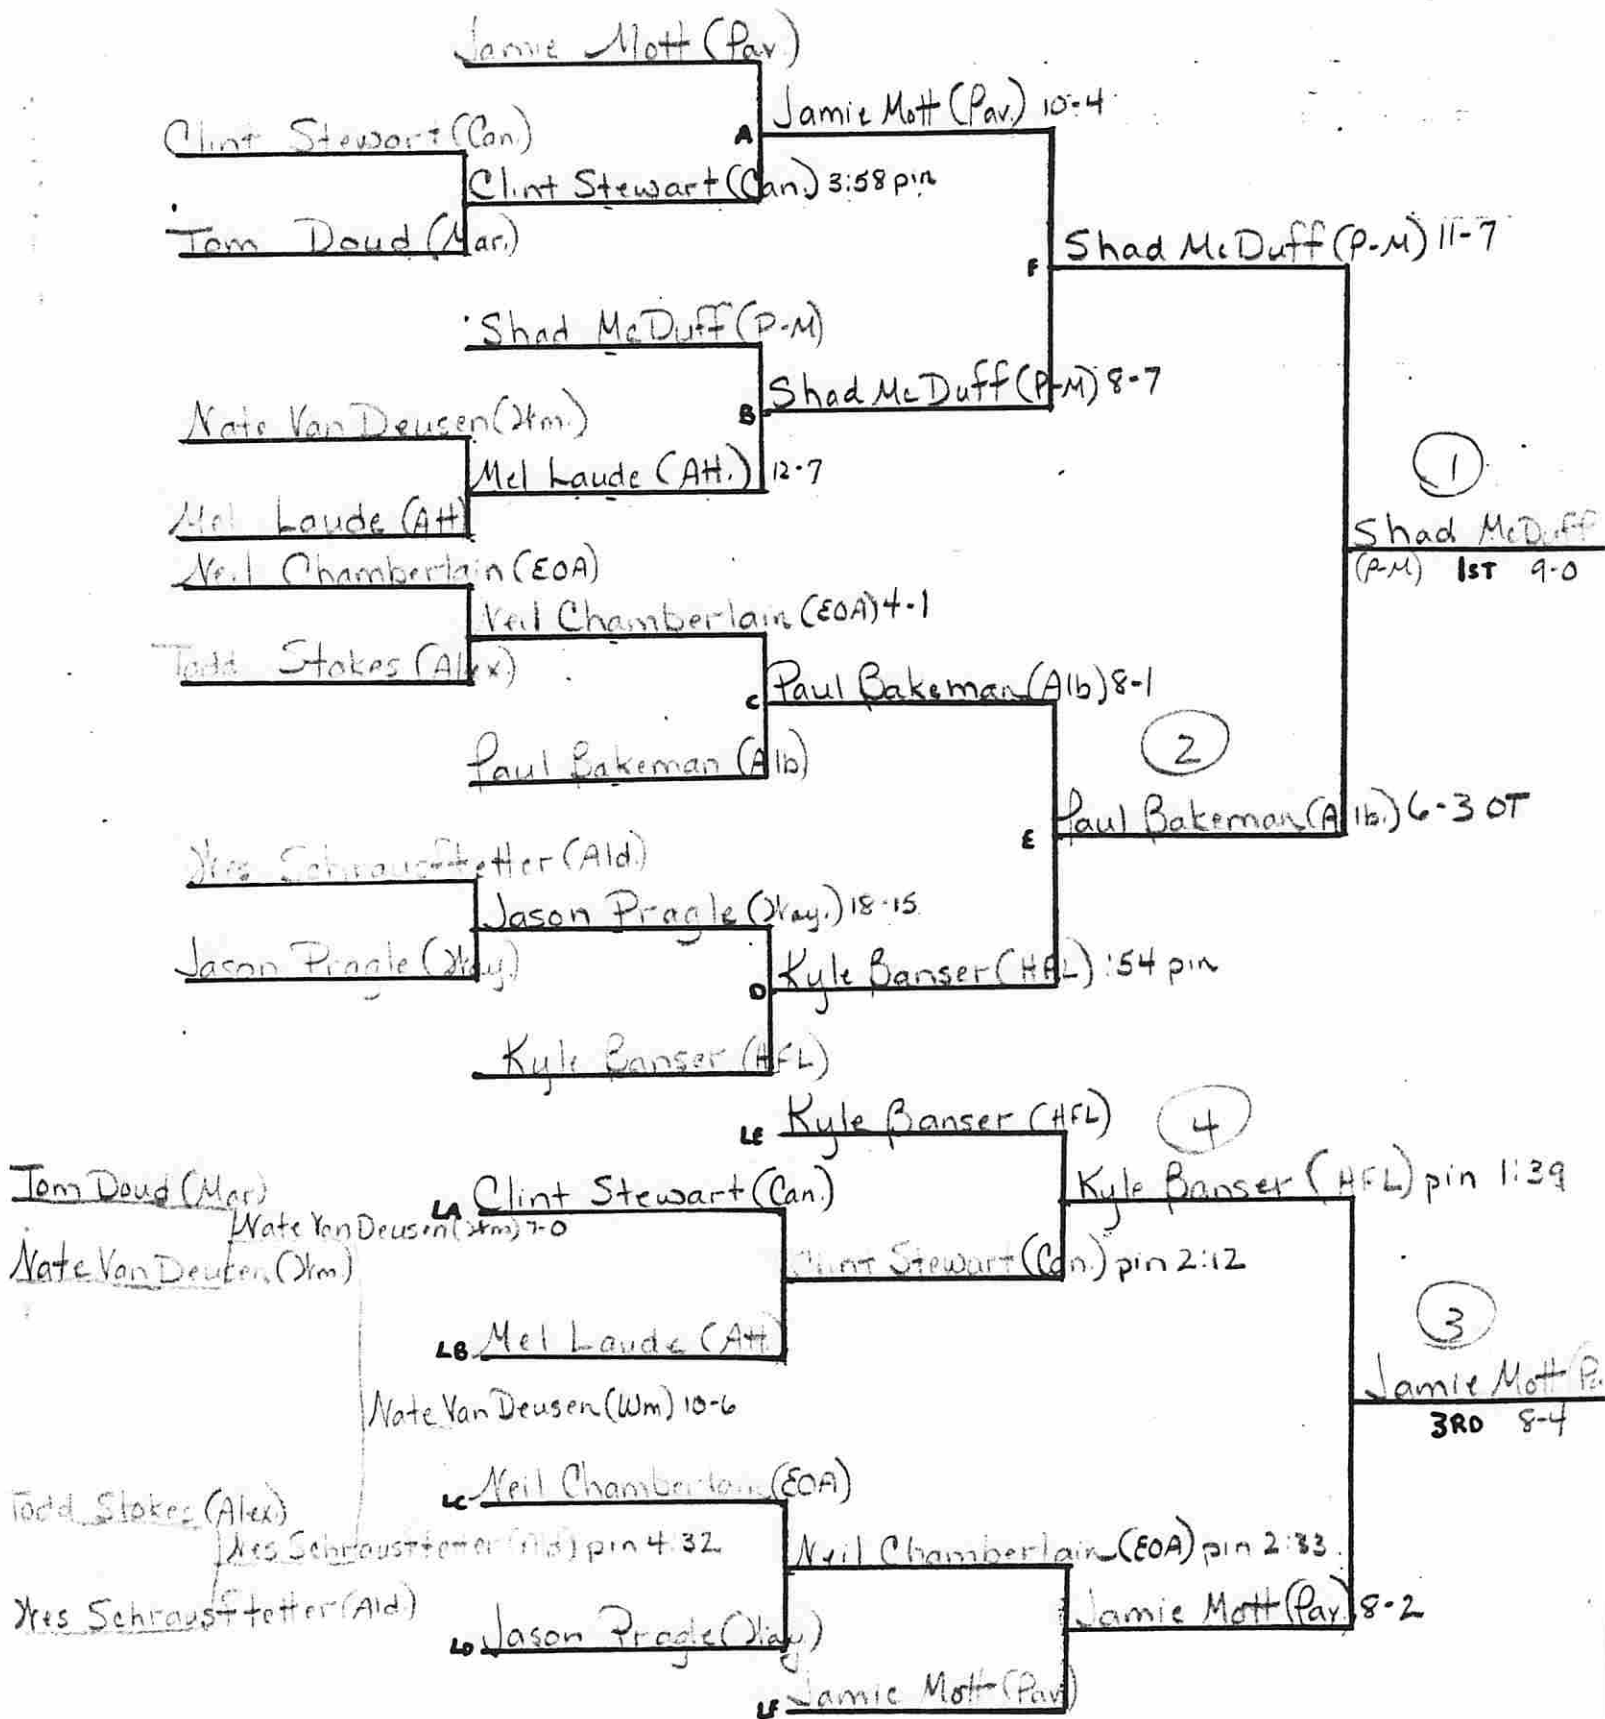 Jamie Mott (Pav.)
Jamie Mott (Pav.) 10-4
Clint Stewart (Can.)
A
Clint Stewart (Can.) 3:58 pin
Tom Doud (Mar.)
Shad McDuff (P-M) 11-7
F
Shad McDuff (P-M)
Shad McDuff (P-M) 8-7
B
Nate Van Deusen (Wm.)
Mel Laude (Att.) 12-7
1
Mel Laude (Att)
Shad McDuff
(P-M) 1ST 9-0
Neil Chamberlain (EOA)
Neil Chamberlain (EOA) 4-1
Todd Stokes (Alex.)
Paul Bakeman (Alb) 8-1
C
2
Paul Bakeman (Alb)
Paul Bakeman (Alb.) 6-3 OT
E
Wes Schrausftetter (Ald.)
Jason Pragle (Way.) 18-15
Jason Pragle (Way.)
Kyle Banser (HFL) :54 pin
D
Kyle Banser (HFL)
LE Kyle Banser (HFL)
4
Tom Doud (Mar)
LA Clint Stewart (Can.)
Kyle Banser (HFL) pin 1:39
Nate Van Deusen (Wm) 7-0
Nate Van Deusen (Wm.)
Clint Stewart (Can.) pin 2:12
3
LB Mel Laude (Att)
Jamie Mott
3RD 8-4
Nate Van Deusen (Wm) 10-6
LC Neil Chamberlain (EOA)
Todd Stokes (Alex.)
Wes Schrausftetter (Ald) pin 4:32
Neil Chamberlain (EOA) pin 2:33
Wes Schrausftetter (Ald.)
Jamie Mott (Pav.) 8-2
LD Jason Pragle (Way.)
LF Jamie Mott (Pav)